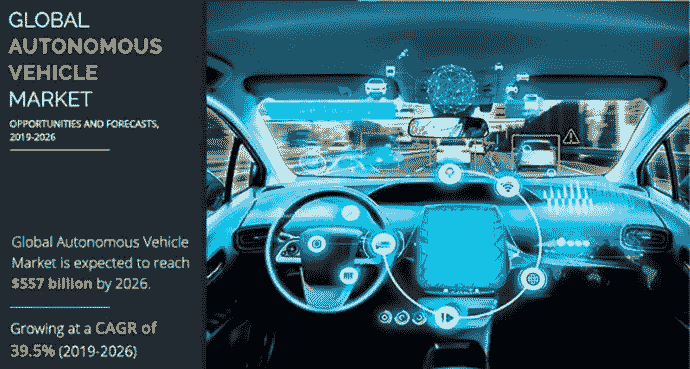 GLOBAL
AUTONOMOUS
VEHICLE
MARKET
OPPORTUNITIES AND FORECASTS,
2019-2026
Global Autonomous Vehicle
Market is expected to reach
$557 billion by 2026.
Growing at a CAGR of
39.5% (2019-2026)